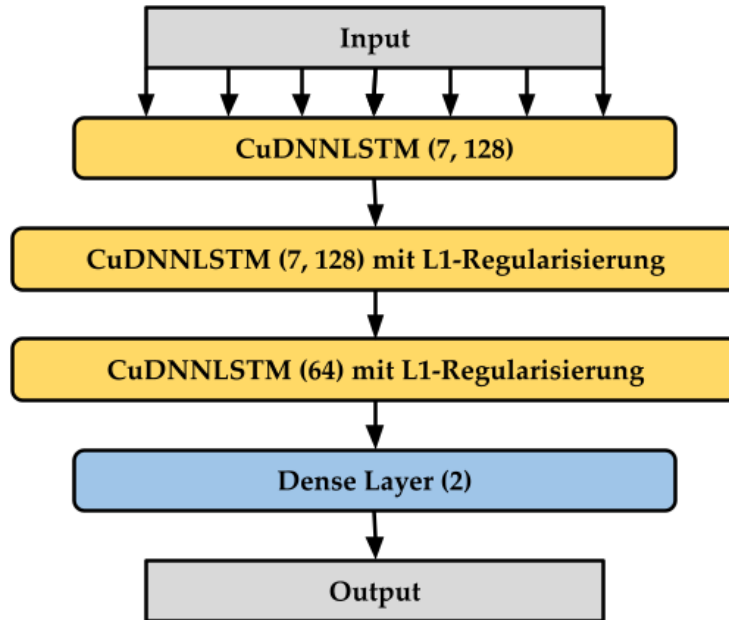 Input
CuDNNLSTM (7, 128)
CuDNNLSTM (7, 128) mit L1-Regularisierung
CuDNNLSTM (64) mit L1-Regularisierung
Dense Layer (2)
Output